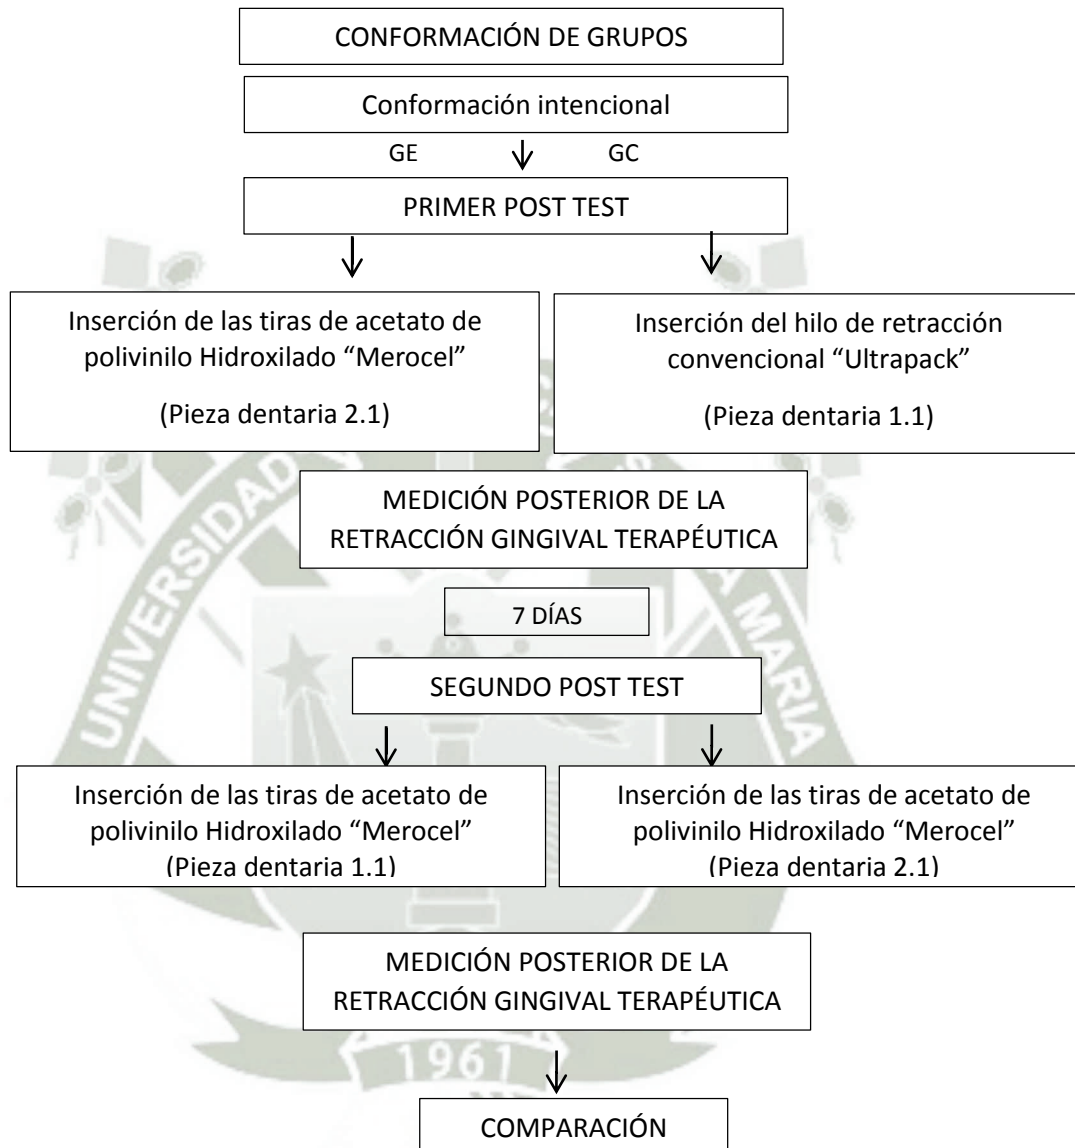 CONFORMACIÓN DE GRUPOS
Conformación intencional
GE GC
PRIMER POST TEST
Inserción de las tiras de acetato de
polivinilo Hidroxilado “Merocel”
(Pieza dentaria 2.1)
Inserción del hilo de retracción
convencional “Ultrapack”
(Pieza dentaria 1.1)
MEDICIÓN POSTERIOR DE LA
RETRACCIÓN GINGIVAL TERAPÉUTICA
7 DÍAS
SEGUNDO POST TEST
Inserción de las tiras de acetato de
polivinilo Hidroxilado “Merocel”
(Pieza dentaria 1.1)
Inserción de las tiras de acetato de
polivinilo Hidroxilado “Merocel”
(Pieza dentaria 2.1)
MEDICIÓN POSTERIOR DE LA
RETRACCIÓN GINGIVAL TERAPÉUTICA
COMPARACIÓN
MARIA
1961